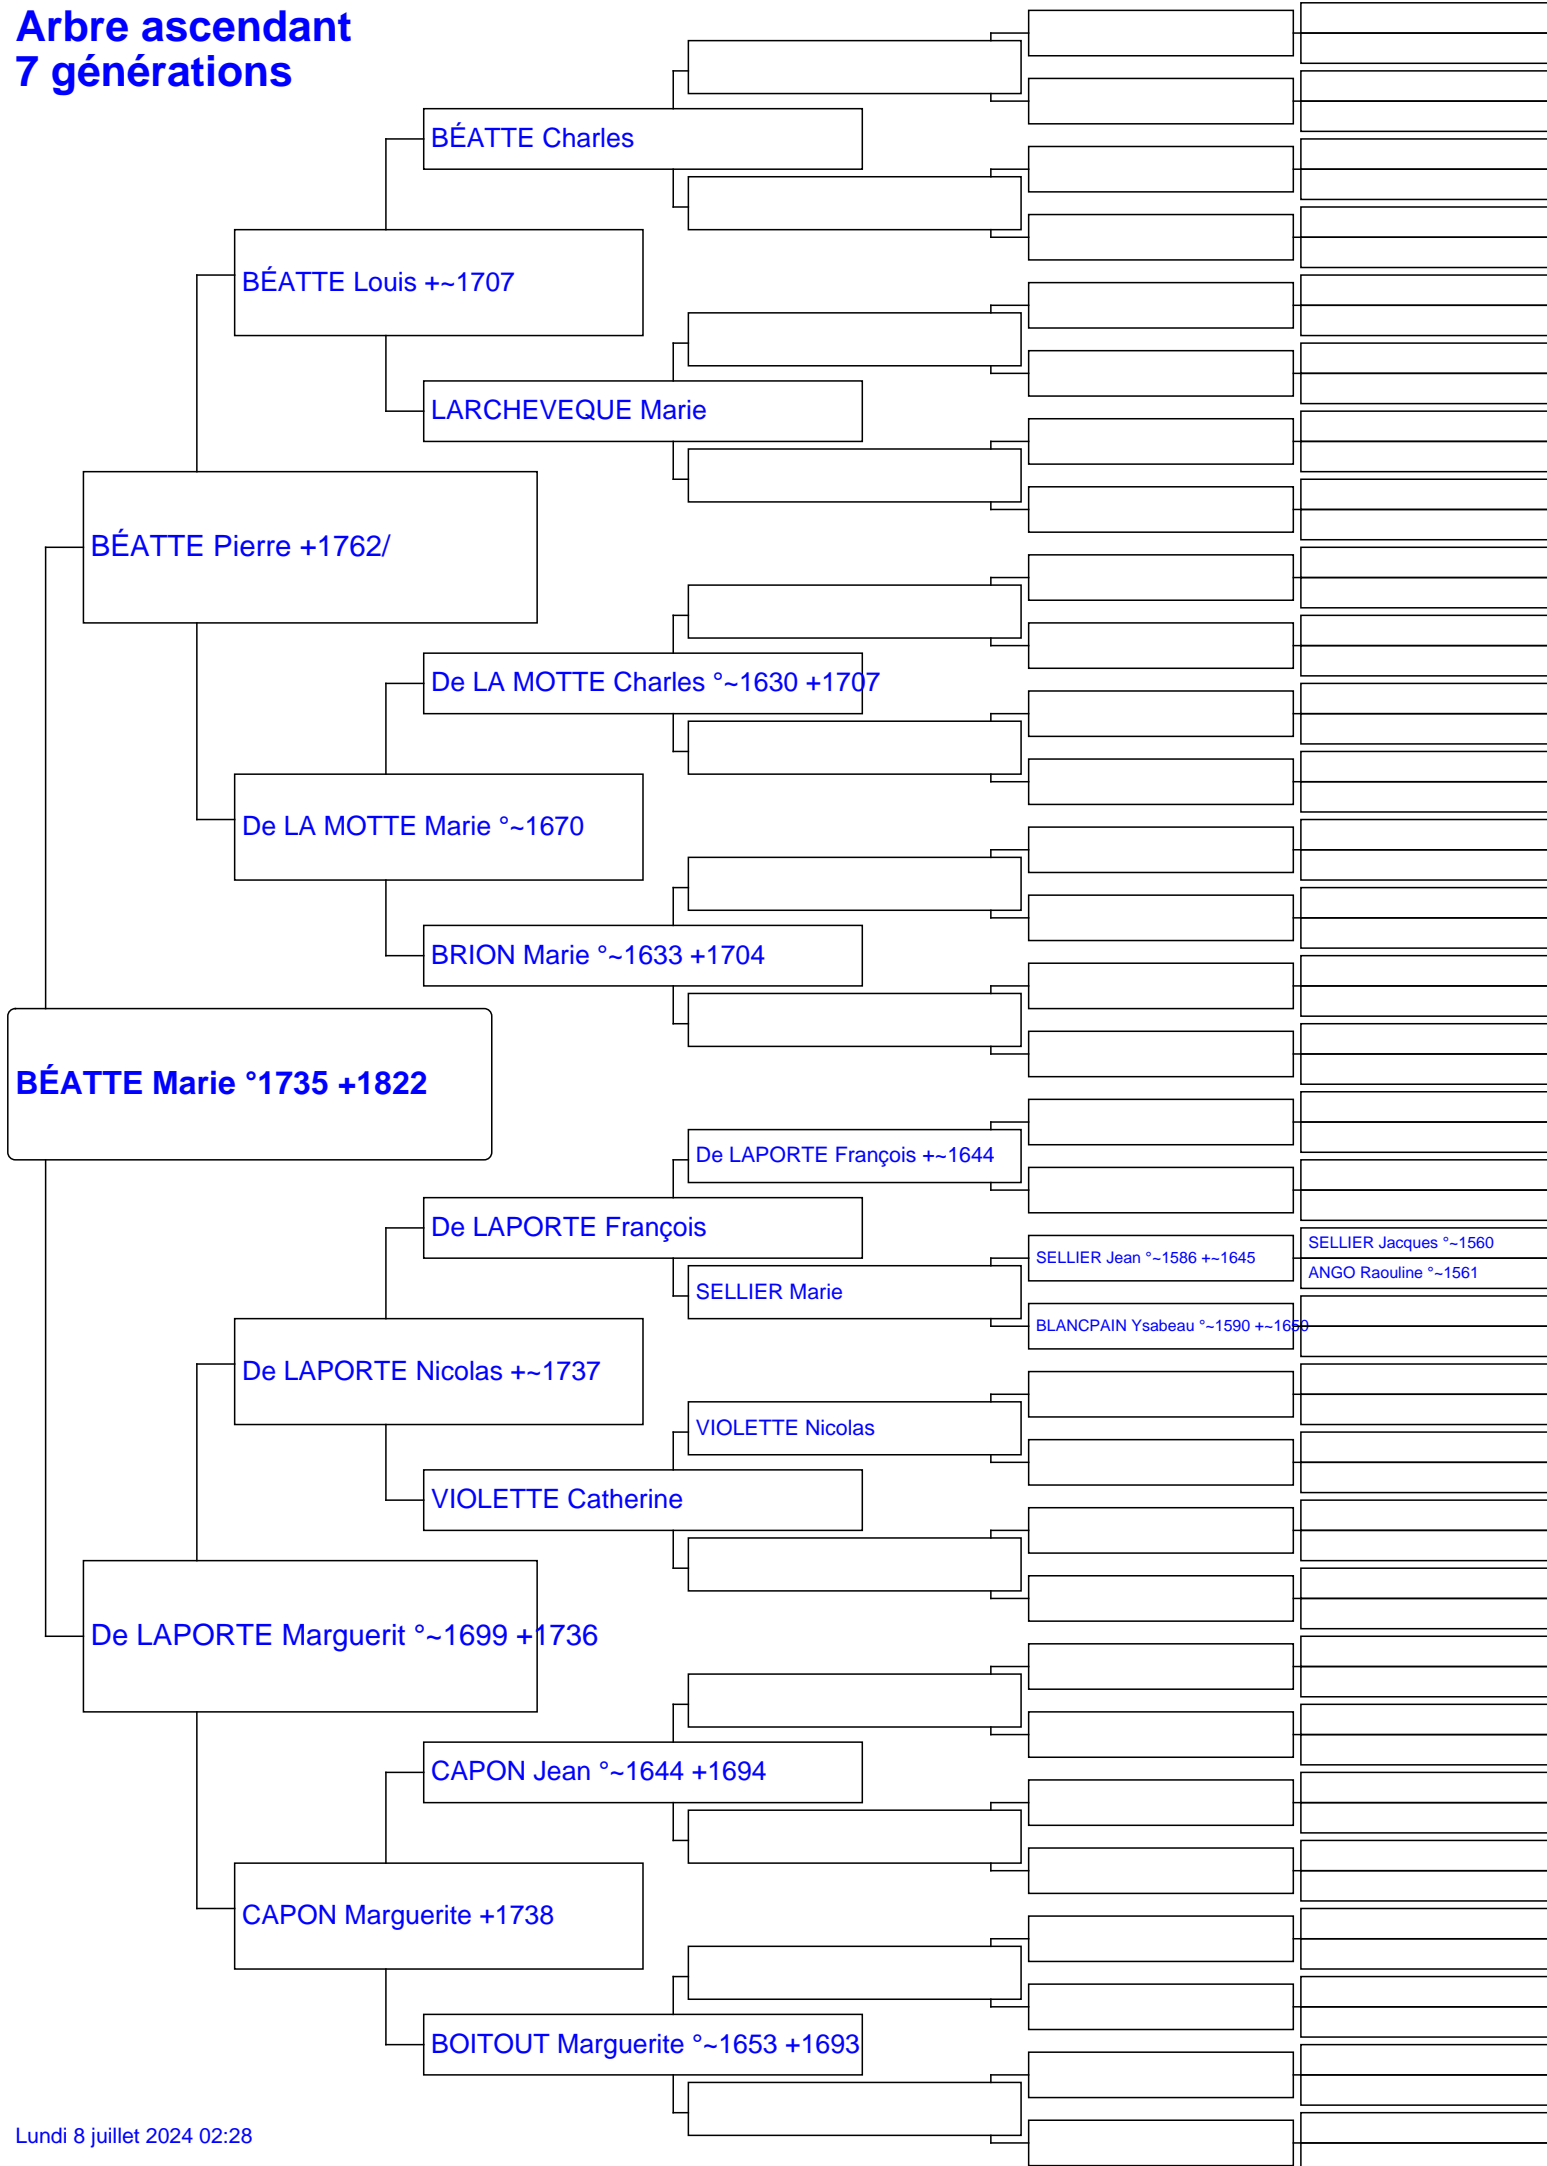 Arbre ascendant
7 générations
BÉATTE Charles
BÉATTE Louis +~1707
LARCHEVEQUE Marie
BÉATTE Pierre +1762/
De LA MOTTE Charles °~1630 +1707
De LA MOTTE Marie °~1670
BRION Marie °~1633 +1704
BÉATTE Marie °1735 +1822
De LAPORTE François +~1644
De LAPORTE François
SELLIER Jacques °~1560
SELLIER Jean °~1586 +~1645
ANGO Raouline °~1561
SELLIER Marie
BLANCPAIN Ysabeau °~1590 +~1650
De LAPORTE Nicolas +~1737
VIOLETTE Nicolas
VIOLETTE Catherine
De LAPORTE Marguerit °~1699 +1736
CAPON Jean °~1644 +1694
CAPON Marguerite +1738
BOITOUT Marguerite °~1653 +1693
Lundi 8 juillet 2024 02:28